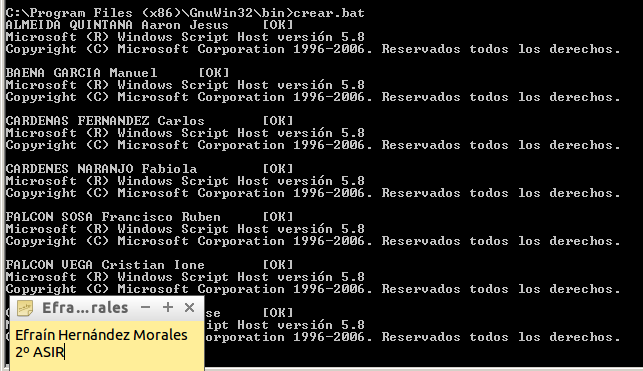 C:\Program Files (x86)\GnuWin32\bin>crear.bat
ALMEIDA QUINTANA Aaron Jesus [OK]
Microsoft (R) Windows Script Host versión 5.8
Copyright (C) Microsoft Corporation 1996-2006. Reservados todos los derechos.
BAENA GARCIA Manuel [OK]
Microsoft (R) Windows Script Host versión 5.8
Copyright (C) Microsoft Corporation 1996-2006. Reservados todos los derechos.
CARDENAS FERNANDEZ Carlos [OK]
Microsoft (R) Windows Script Host versión 5.8
Copyright (C) Microsoft Corporation 1996-2006. Reservados todos los derechos.
CARDENES NARANJO Fabiola [OK]
Microsoft (R) Windows Script Host versión 5.8
Copyright (C) Microsoft Corporation 1996-2006. Reservados todos los derechos.
FALCON SOSA Francisco Ruben [OK]
Microsoft (R) Windows Script Host versión 5.8
Copyright (C) Microsoft Corporation 1996-2006. Reservados todos los derechos.
FALCON VEGA Cristian Ione [OK]
Microsoft (R) Windows Script Host versión 5.8
Copyright (C) Microsoft Corporation 1996-2006. Reservados todos los derechos.
[OK]
Windows Script Host versión 5.8
Corporation 1996-2006. Reservados todos los derechos.
Efra...rales
Efraín Hernández Morales
2º ASIR